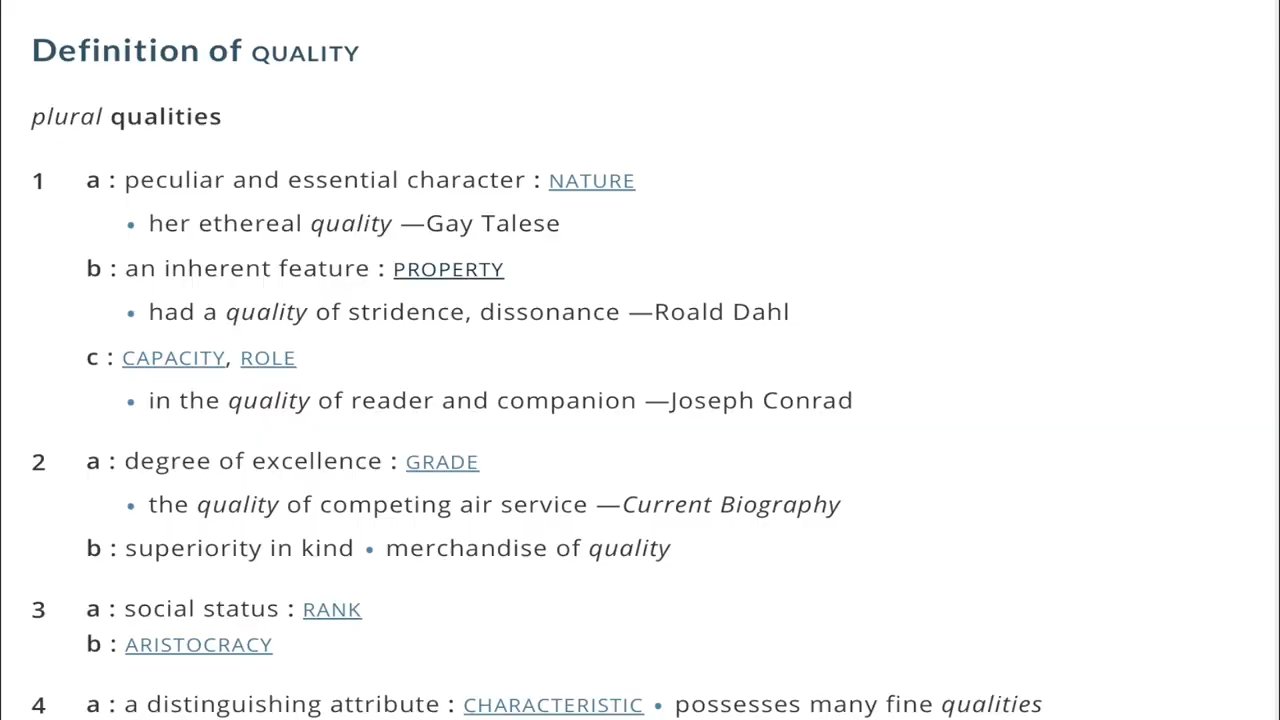 Definition of QUALITY
plural qualities
1 a : peculiar and essential character : NATURE
• her ethereal quality —Gay Talese
b : an inherent feature : PROPERTY
• had a quality of stridence, dissonance —Roald Dahl
c : CAPACITY, ROLE
• in the quality of reader and companion —Joseph Conrad
2 a : degree of excellence : GRADE
• the quality of competing air service —Current Biography
b : superiority in kind • merchandise of quality
3 a : social status : RANK
b : ARISTOCRACY
4 a : a distinguishing attribute : CHARACTERISTIC • possesses many fine qualities